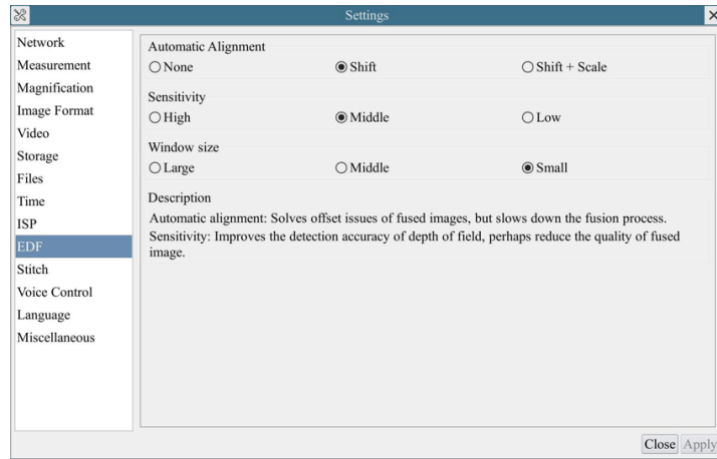 Settings
Network
Measurement
Magnification
Image Format
Video
Storage
Files
Time
ISP
EDF
Stitch
Voice Control
Language
Miscellaneous
Automatic Alignment
None Shift Shift + Scale
Sensitivity
High Middle Low
Window size
Large Middle Small
Description
Automatic alignment: Solves offset issues of fused images, but slows down the fusion process.
Sensitivity: Improves the detection accuracy of depth of field, perhaps reduce the quality of fused
image.
Close Apply